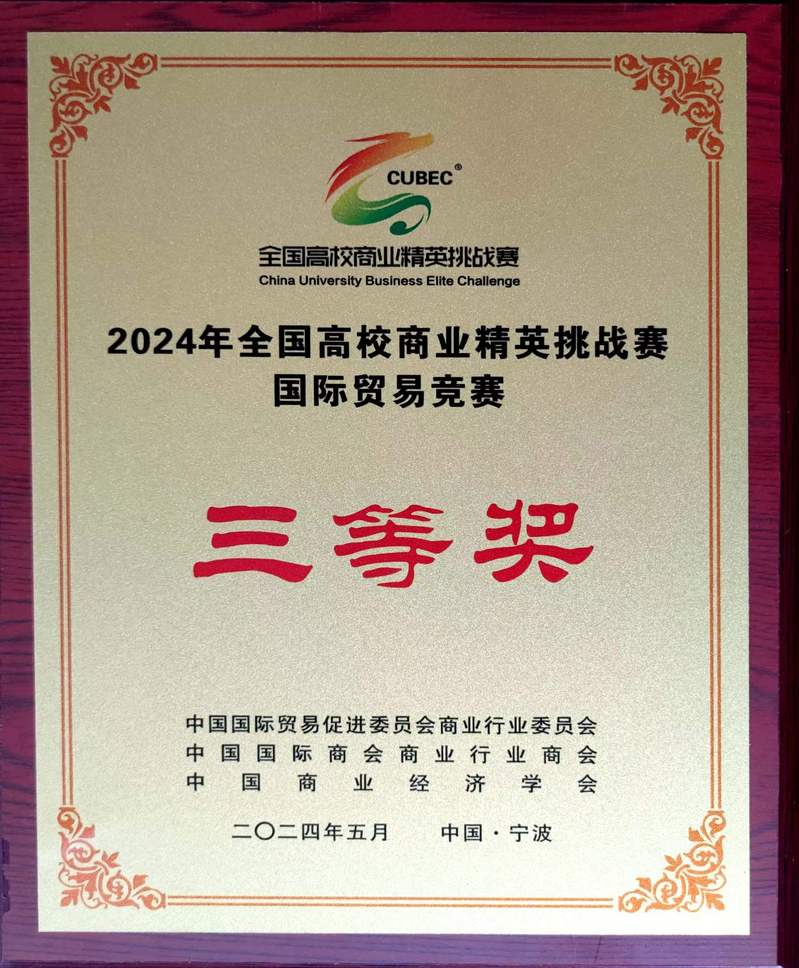 CUBEC®
全国高校商业精英挑战赛
China University Business Elite Challenge
2024年全国高校商业精英挑战赛
国际贸易竞赛
三等奖
中国国际贸易促进委员会商业行业委员会
中国国际商会商业行业商会
中国商业经济学会
二〇二四年五月 中国·宁波